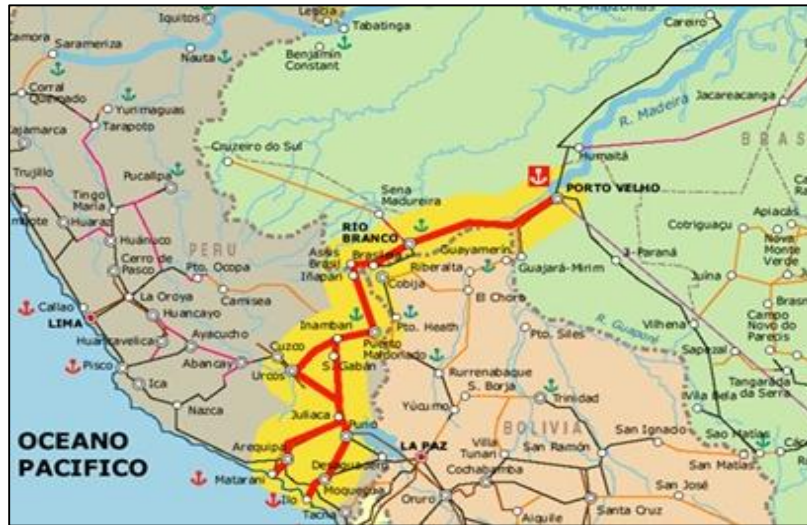 Iquitos
Leticia
Tabatinga
R. Amazonas
Careiro
Zamora
Sarameriza
Nauta
Benjamin
Constant
Corral
Quemado
Yurimaguas
Tarapoto
R. Madeira
Jacareacanga
Cajamarca
Cruzeiro do Sul
Humaitá
BRAS
Trujillo
Pucallpa
Sena
Madureira
PORTO VELHO
Tingo
María
Huaraz
RIO
BRANCO
Cotriguaçu
Apiacás
Nova
Monte
Verde
Huánuco
PERU
Assis
Brasil
Guayamerín
Ji-Paraná
Cerro de
Pasco
Pto. Ocopa
Iñapari
Riberalta
Guajará-Mirim
Juína
Cobija
El Choro
Callao
La Oroya
Camisea
LIMA
Huancayo
Inambari
Pto. Heath
R. Guaporé
Campo
Novo do
Parecis
Ayacucho
Puerto
Maldonado
Pto. Siles
Vilhena
Huancavelica
Cuzco
Sapezal
Pisco
Abancay
Urcos
S. Gabán
Rurrenabaque
Tangará
da Serra
Ica
S. Borja
Trinidad
Nazca
Juliaca
Yúcumo
Vila Bela
BOLIVIA
OCEANO
PACIFICO
Arequipa
Puno
LA PAZ
Villa
Tunari
San Ramón
San Ignacio
Sao Matías
Matarani
Desaguadero
Cochabamba
San Matías
Ilo
Moquegua
Oruro
San José
Tacna
Santa Cruz
Aiquile